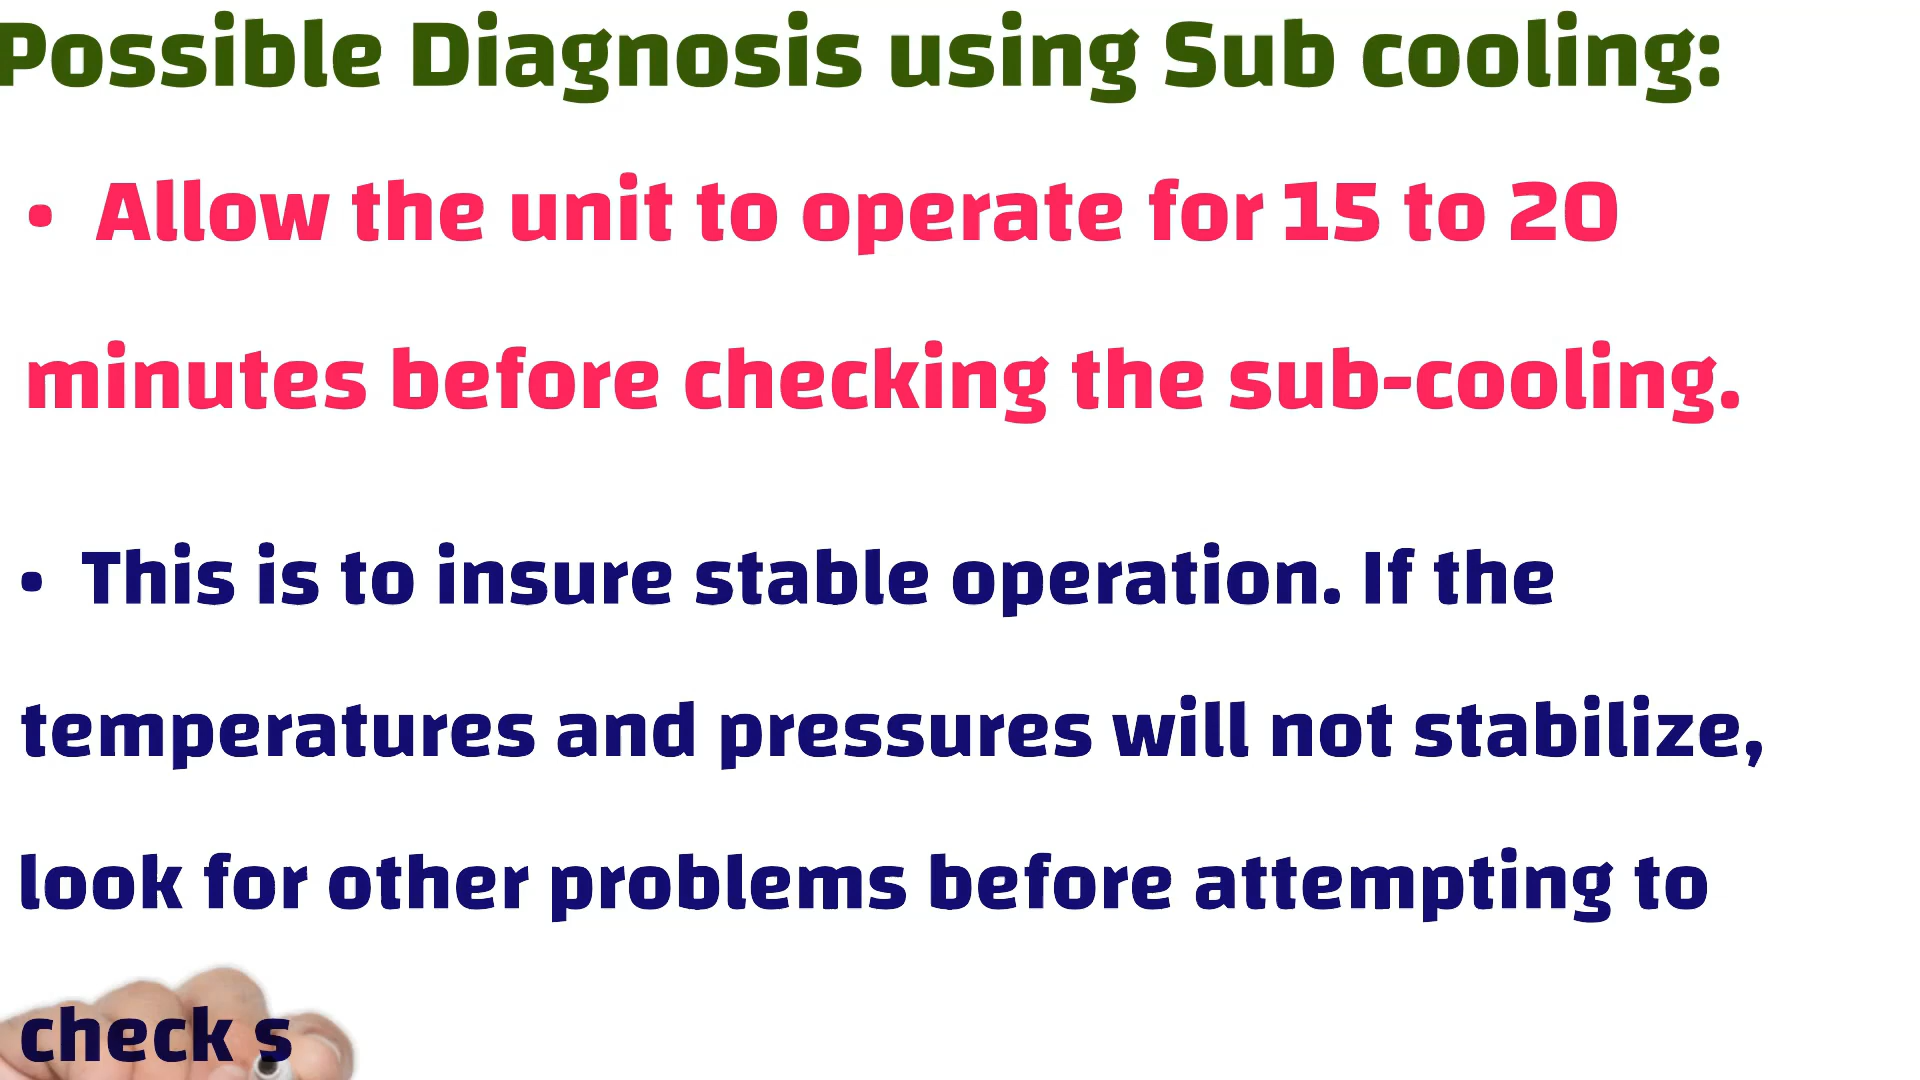 Possible Diagnosis using Sub cooling:
• Allow the unit to operate for 15 to 20
minutes before checking the sub-cooling.
• This is to insure stable operation. If the
temperatures and pressures will not stabilize,
look for other problems before attempting to
check s